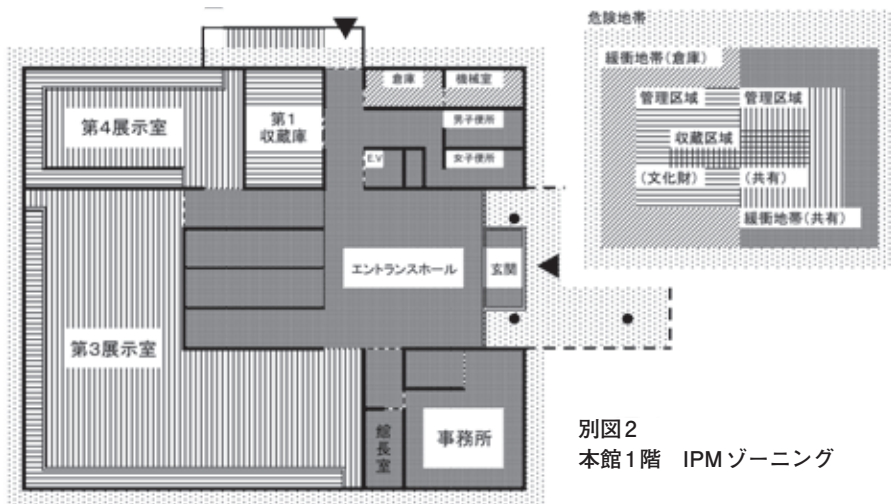 危険地帯
緩衝地帯(倉庫)
管理区域
管理区域
収蔵区域
(文化財)
(共有)
緩衝地帯(共有)
倉庫
機械室
第4展示室
第1
収蔵庫
男子便所
E.V
女子便所
エントランスホール
玄関
第3展示室
館長室
事務所
別図2
本館1階 IPMゾーニング